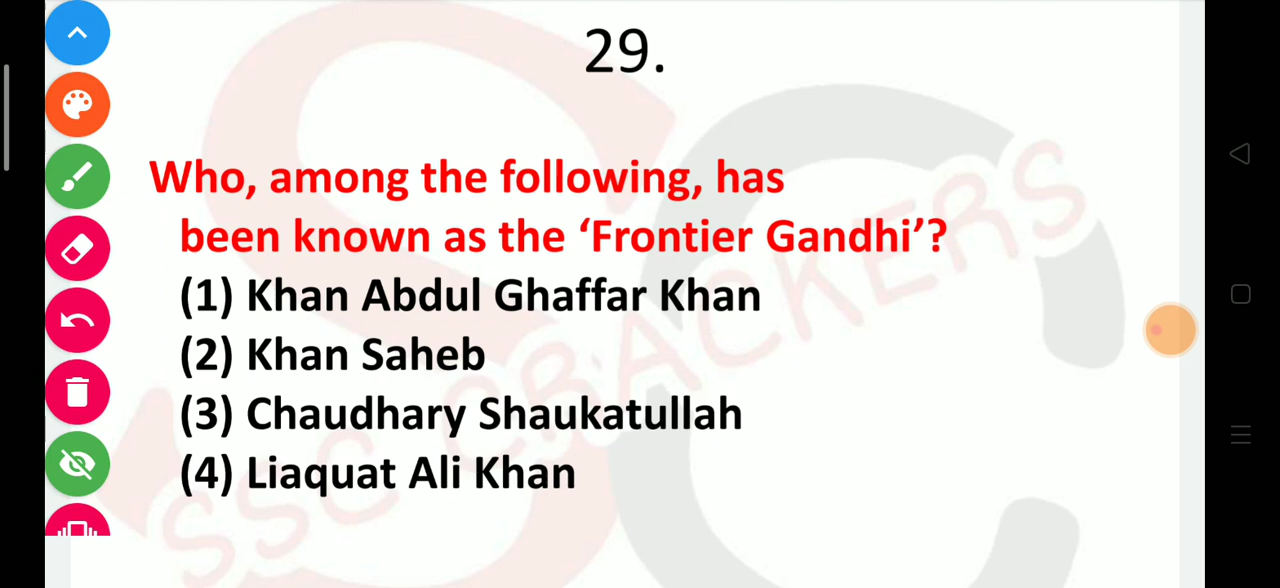 29.
Who, among the following, has
been known as the ‘Frontier Gandhi’?
(1) Khan Abdul Ghaffar Khan
(2) Khan Saheb
(3) Chaudhary Shaukatullah
(4) Liaquat Ali Khan
SSC CRACKERS